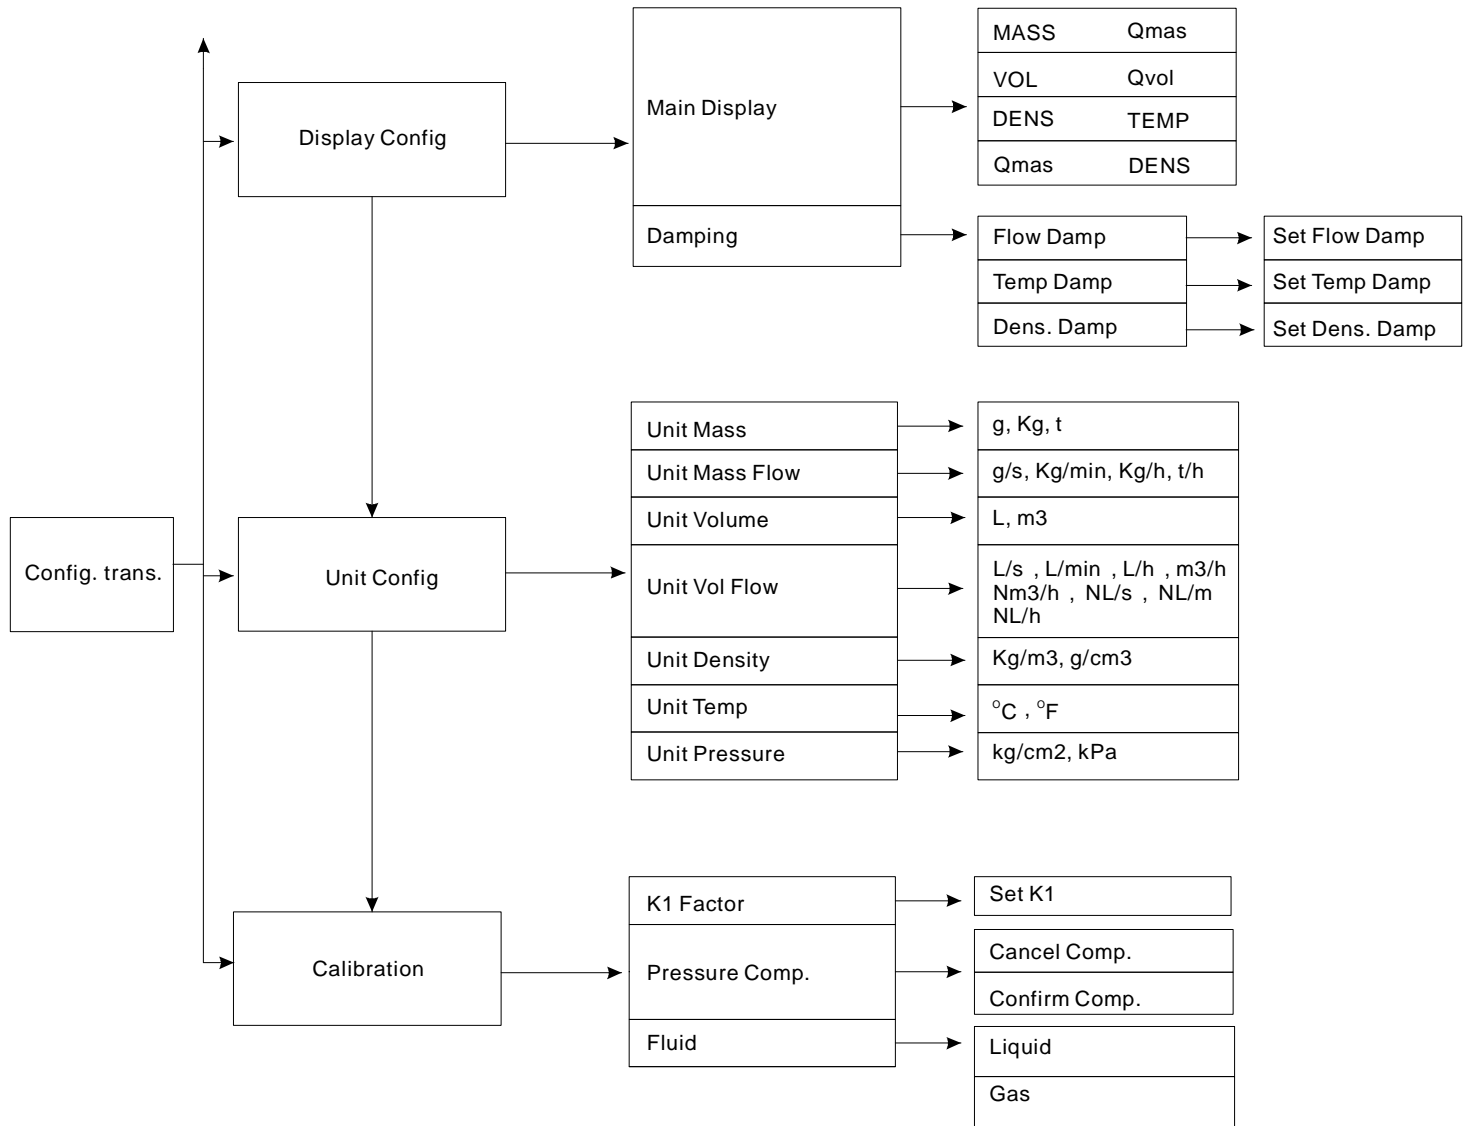 MASS Qmas
VOL Qvol
DENS TEMP
Qmas DENS
Main Display
Display Config
Damping
Flow Damp
Set Flow Damp
Temp Damp
Set Temp Damp
Dens. Damp
Set Dens. Damp
Config. trans.
Unit Config
Unit Mass
g, Kg, t
Unit Mass Flow
g/s, Kg/min, Kg/h, t/h
Unit Volume
L, m3
Unit Vol Flow
L/s , L/min , L/h , m3/h
Nm3/h , NL/s , NL/m
NL/h
Unit Density
Kg/m3, g/cm3
Unit Temp
°C , °F
Unit Pressure
kg/cm2, kPa
Calibration
K1 Factor
Set K1
Pressure Comp.
Cancel Comp.
Confirm Comp.
Fluid
Liquid
Gas